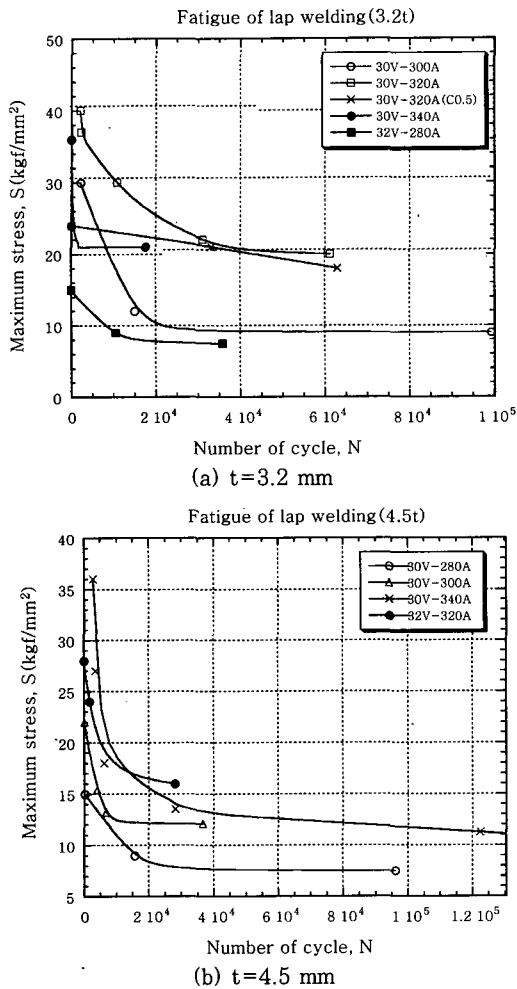 Fatigue of lap welding(3.2t)
50
40
30
20
10
0
Maximum stress, S(kgf/mm²)
30V-300A
30V-320A
30V-320A(C0.5)
30V-340A
32V-280A
0 2 10⁴ 4 10⁴ 6 10⁴ 8 10⁴ 1 10⁵
Number of cycle, N
(a) t=3.2 mm
Fatigue of lap welding(4.5t)
40
35
30
25
20
15
10
5
Maximum stress, S(kgf/mm²)
30V-280A
30V-300A
30V-340A
32V-320A
0 2 10⁴ 4 10⁴ 6 10⁴ 8 10⁴ 1 10⁵ 1.2 10⁵
Number of cycle, N
(b) t=4.5 mm